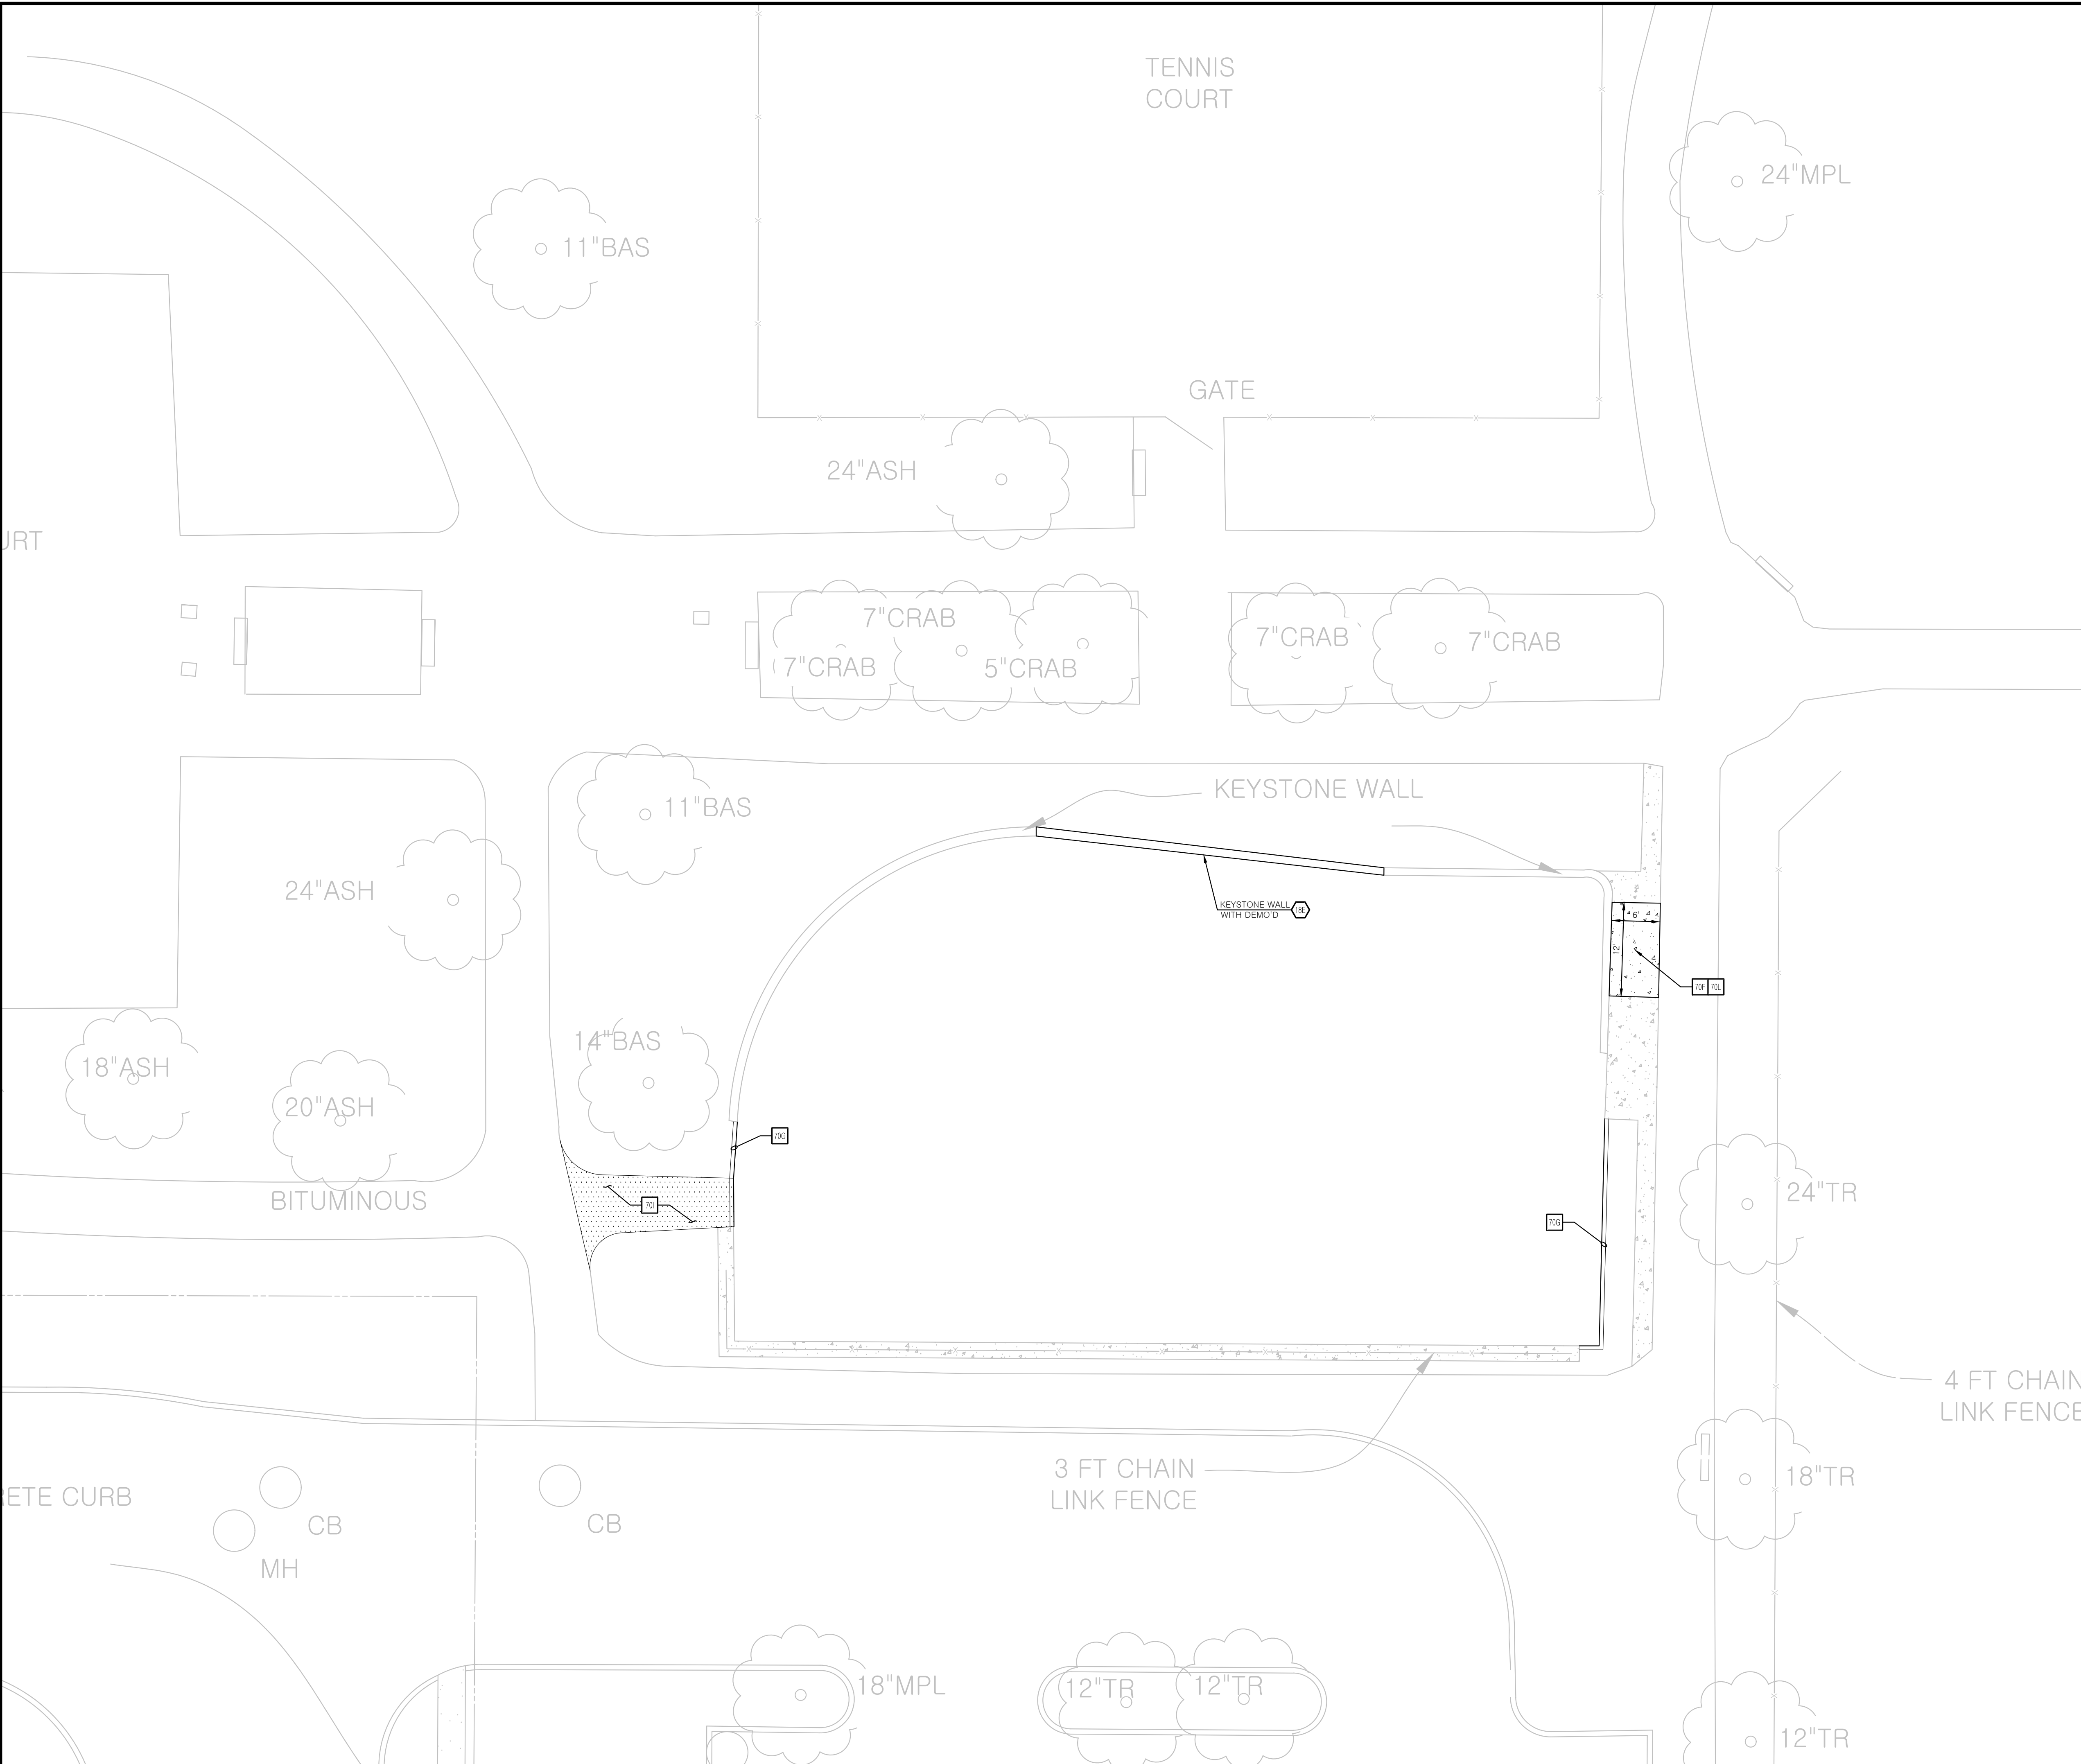 TENNIS
COURT
24"MPL
11"BAS
GATE
24"ASH
URT
7"CRAB
7"CRAB
7"CRAB
7"CRAB
5"CRAB
KEYSTONE WALL
11"BAS
24"ASH
KEYSTONE WALL
WITH DEMO'D
18E
6'
12'
70F 70L
14"BAS
18"ASH
20"ASH
70G
BITUMINOUS
70I
24"TR
70G
4 FT CHAIN
LINK FENCE
3 FT CHAIN
LINK FENCE
18"TR
ETE CURB
CB
CB
MH
18"MPL
12"TR
12"TR
12"TR